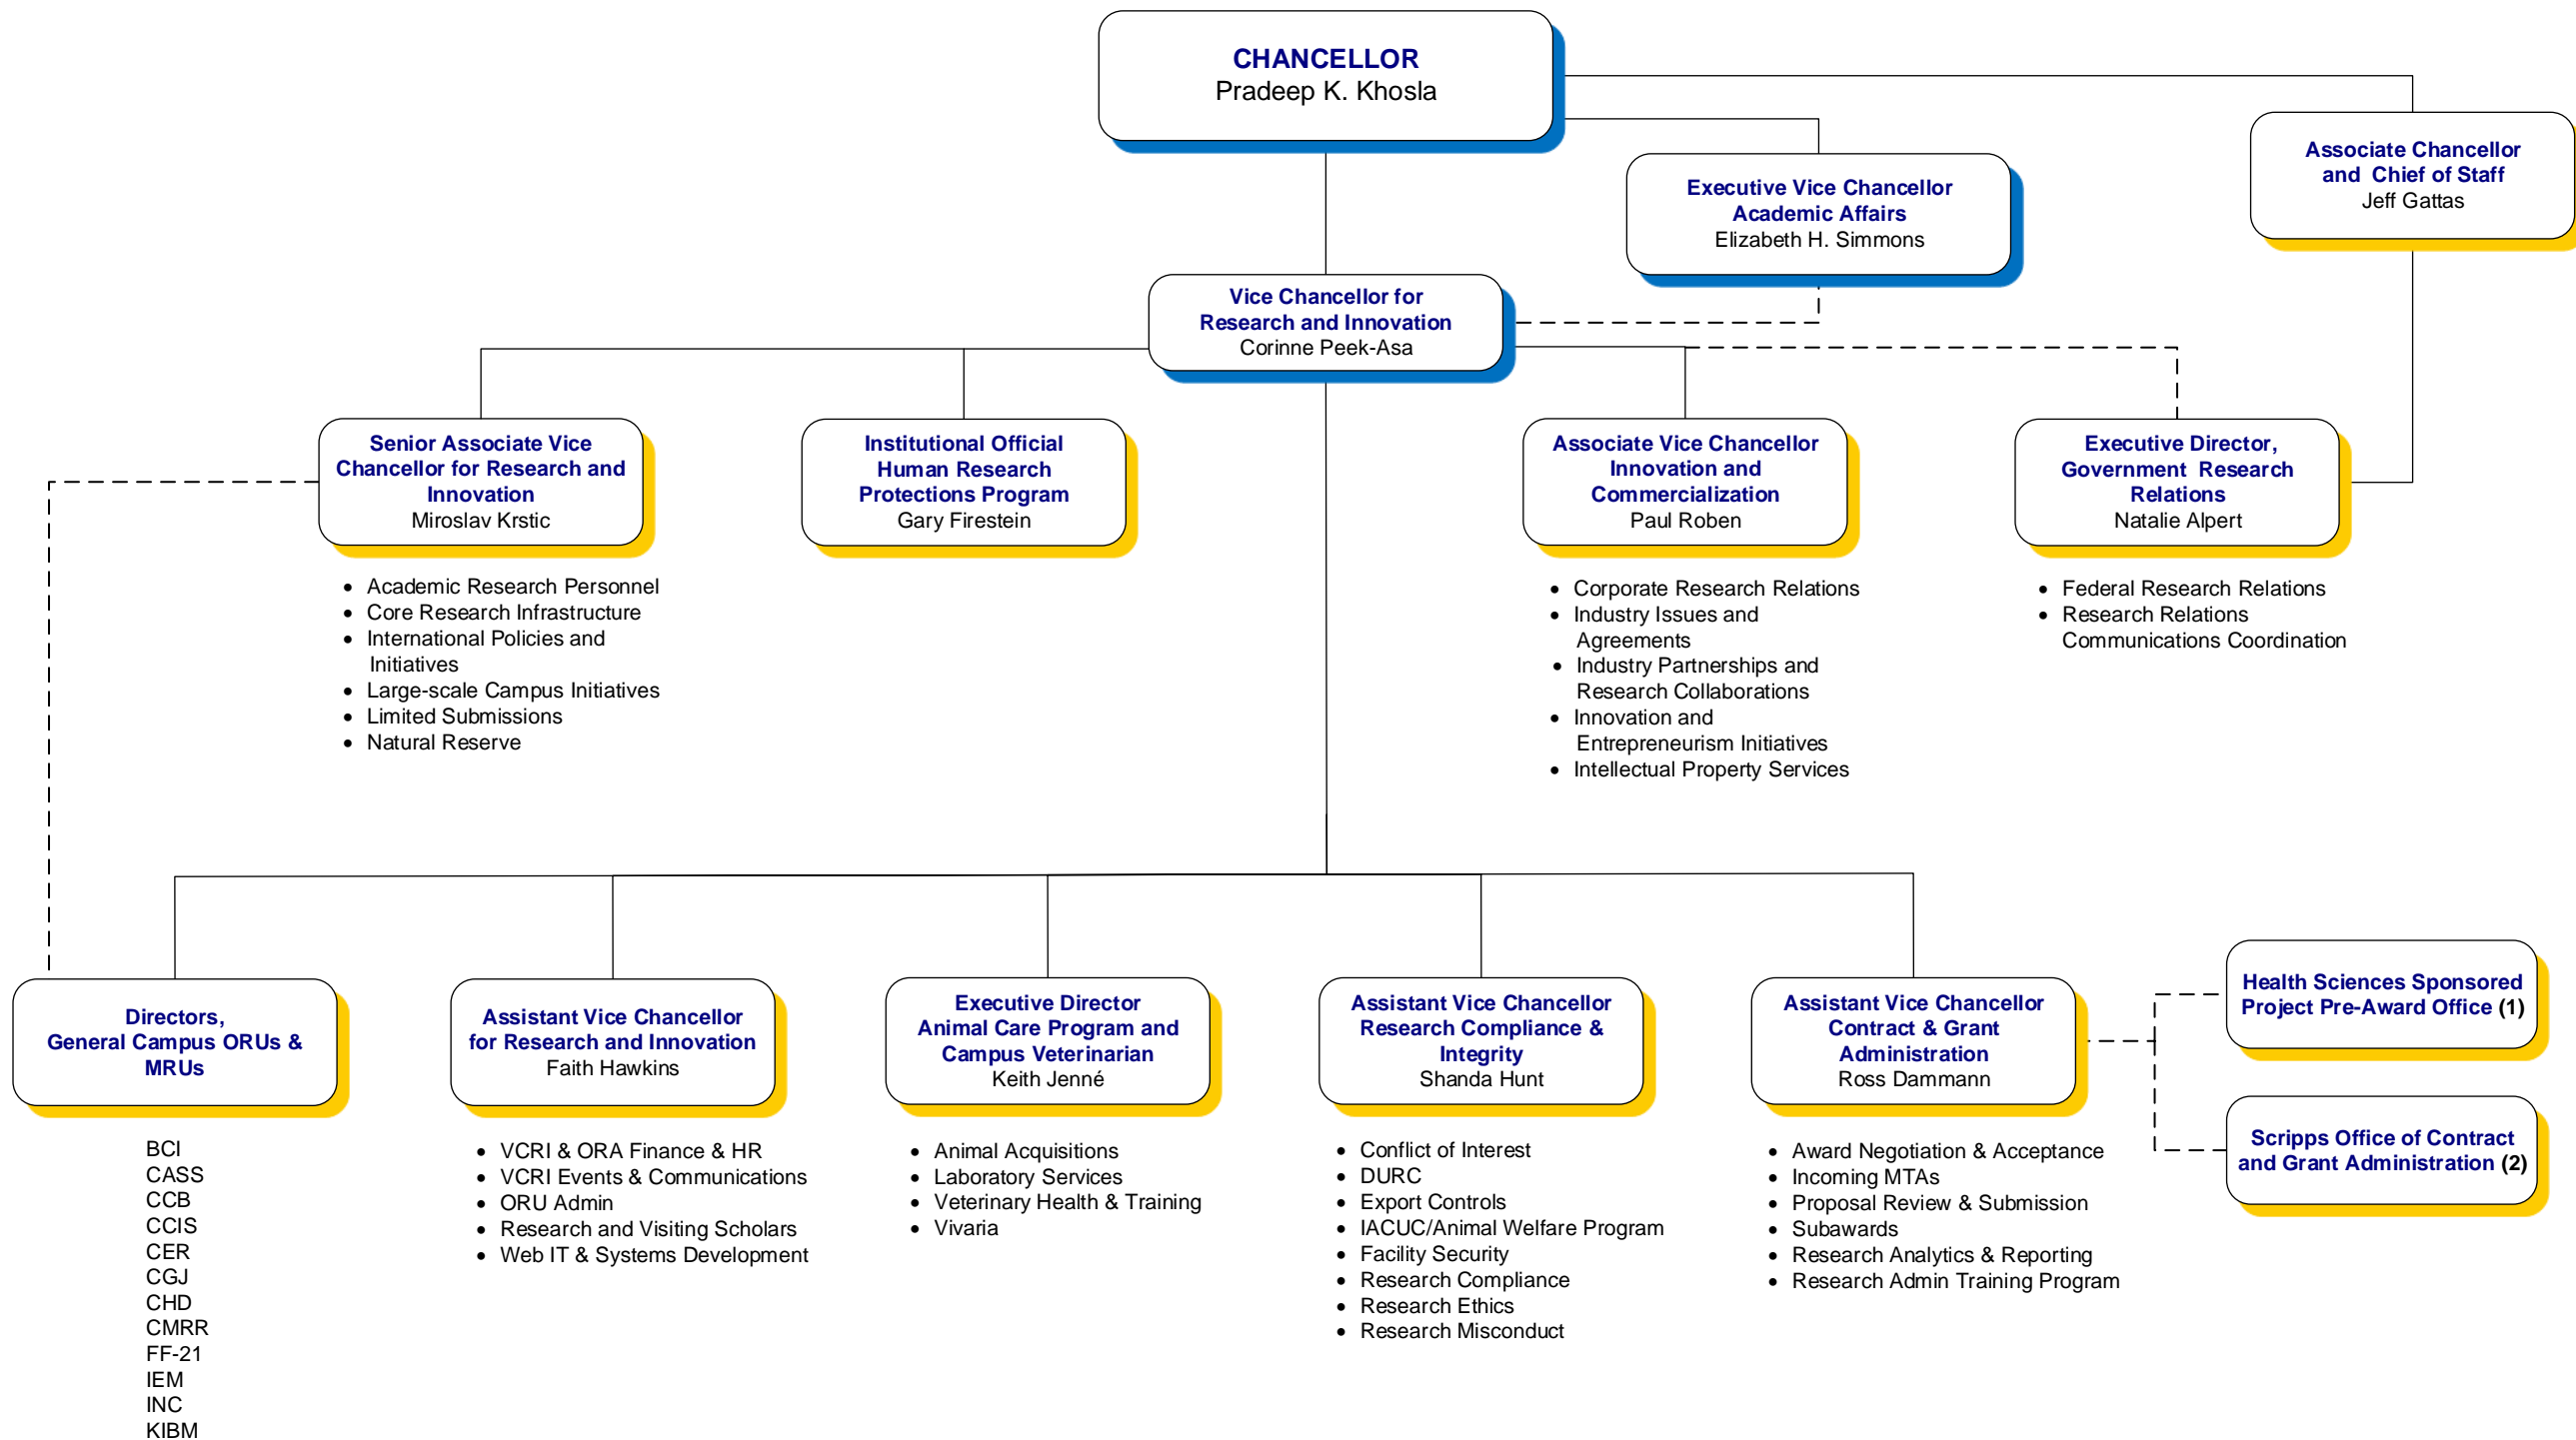 CHANCELLOR
Pradeep K. Khosla
Associate Chancellor
and Chief of Staff
Jeff Gattas
Executive Vice Chancellor
Academic Affairs
Elizabeth H. Simmons
Vice Chancellor for
Research and Innovation
Corinne Peek-Asa
Senior Associate Vice
Chancellor for Research and
Innovation
Miroslav Krstic
• Academic Research Personnel
• Core Research Infrastructure
• International Policies and
Initiatives
• Large-scale Campus Initiatives
• Limited Submissions
• Natural Reserve
Institutional Official
Human Research
Protections Program
Gary Firestein
Associate Vice Chancellor
Innovation and
Commercialization
Paul Roben
• Corporate Research Relations
• Industry Issues and
Agreements
• Industry Partnerships and
Research Collaborations
• Innovation and
Entrepreneurism Initiatives
• Intellectual Property Services
Executive Director,
Government Research
Relations
Natalie Alpert
• Federal Research Relations
• Research Relations
Communications Coordination
Directors,
General Campus ORUs &
MRUs
BCI
CASS
CCB
CCIS
CER
CGJ
CHD
CMRR
FF-21
IEM
INC
KIBM
Assistant Vice Chancellor
for Research and Innovation
Faith Hawkins
• VCRI & ORA Finance & HR
• VCRI Events & Communications
• ORU Admin
• Research and Visiting Scholars
• Web IT & Systems Development
Executive Director
Animal Care Program and
Campus Veterinarian
Keith Jenné
• Animal Acquisitions
• Laboratory Services
• Veterinary Health & Training
• Vivaria
Assistant Vice Chancellor
Research Compliance &
Integrity
Shanda Hunt
• Conflict of Interest
• DURC
• Export Controls
• IACUC/Animal Welfare Program
• Facility Security
• Research Compliance
• Research Ethics
• Research Misconduct
Assistant Vice Chancellor
Contract & Grant
Administration
Ross Dammann
• Award Negotiation & Acceptance
• Incoming MTAs
• Proposal Review & Submission
• Subawards
• Research Analytics & Reporting
• Research Admin Training Program
Health Sciences Sponsored
Project Pre-Award Office (1)
Scripps Office of Contract
and Grant Administration (2)